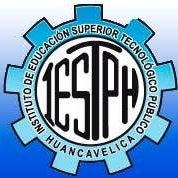 INSTITUTO DE EDUCACIÓN SUPERIOR TECNOLÓGICO PÚBLICO
IESTPH
HUANCAVELICA